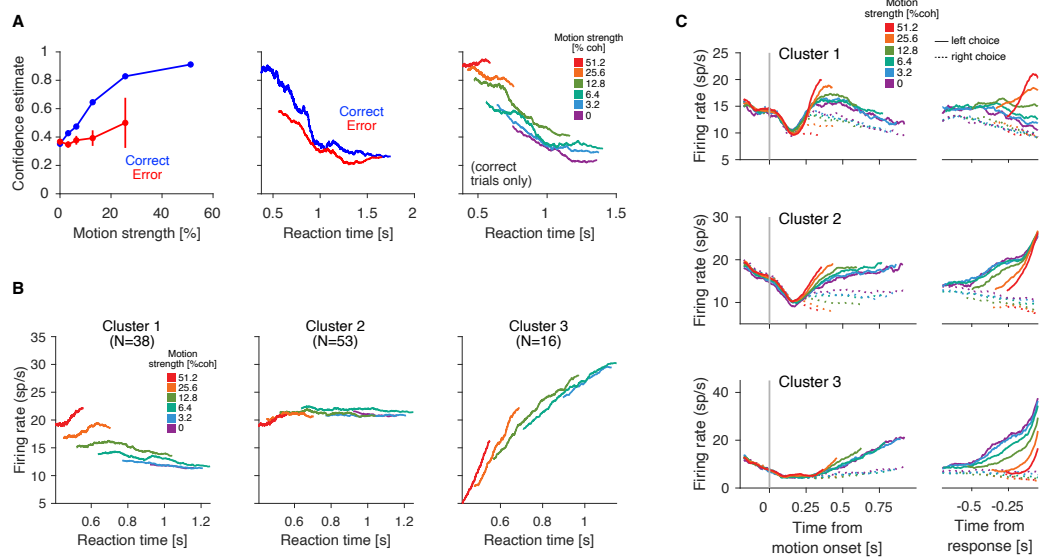 A
Confidence estimate
1
0.8
0.6
0.4
0.2
0
0 20 40 60
Motion strength [%]
Correct
Error
0.5 1 1.5 2
Reaction time [s]
Correct
Error
Motion strength
[% coh]
51.2
25.6
12.8
6.4
3.2
0
(correct
trials only)
0.5 1 1.5
Reaction time [s]
B
Firing rate (sp/s)
35
30
25
20
15
10
5
Cluster 1
(N=38)
Motion
strength [%coh]
51.2
25.6
12.8
6.4
3.2
0
0.6 0.8 1 1.2
Reaction time [s]
Cluster 2
(N=53)
0.6 0.8 1 1.2
Reaction time [s]
Cluster 3
(N=16)
0.6 0.8 1
Reaction time [s]
C
Motion
strength [%coh]
51.2
25.6
12.8
6.4
3.2
0
left choice
right choice
Cluster 1
Firing rate (sp/s)
25
20
15
10
5
Cluster 2
Firing rate (sp/s)
30
20
10
Cluster 3
Firing rate (sp/s)
40
20
0
0 0.25 0.5 0.75
Time from
motion onset [s]
-0.5 -0.25
Time from
response [s]